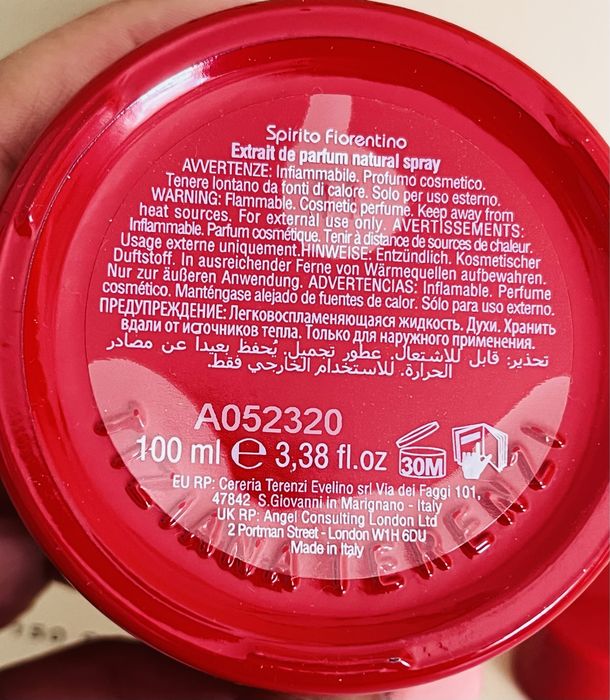 Spirito Fiorentino
Extrait de parfum natural spray
AVVERTENZE: Infiammabile. Profumo cosmetico.
Tenere lontano da fonti di calore. Solo per uso esterno.
WARNING: Flammable. Cosmetic perfume. Keep away from
heat sources. For external use only. AVERTISSEMENTS:
Inflammable. Parfum cosmétique. Tenir à distance de sources de chaleur.
Usage externe uniquement.HINWEISE: Entzündlich. Kosmetischer
Duftstoff. In ausreichender Ferne von Wärmequellen aufbewahren.
Nur zur äußeren Anwendung. ADVERTENCIAS: Inflamable. Perfume
cosmético. Manténgase alejado de fuentes de calor. Sólo para uso externo.
ПРЕДУПРЕЖДЕНИЕ: Легковоспламеняющаяся жидкость. Духи. Хранить
вдали от источников тепла. Только для наружного применения.
تحذير: قابل للاشتعال. عطور تجميل. يُحفظ بعيدا عن مصادر
الحرارة. للاستخدام الخارجي فقط.
A052320
100 ml e 3,38 fl.oz 30M
EU RP: Cereria Terenzi Evelino srl Via dei Faggi 101,
47842 S.Giovanni in Marignano - Italy
UK RP: Angel Consulting London Ltd
2 Portman Street - London W1H 6DU
Made in Italy
TIZIANA TERENZI